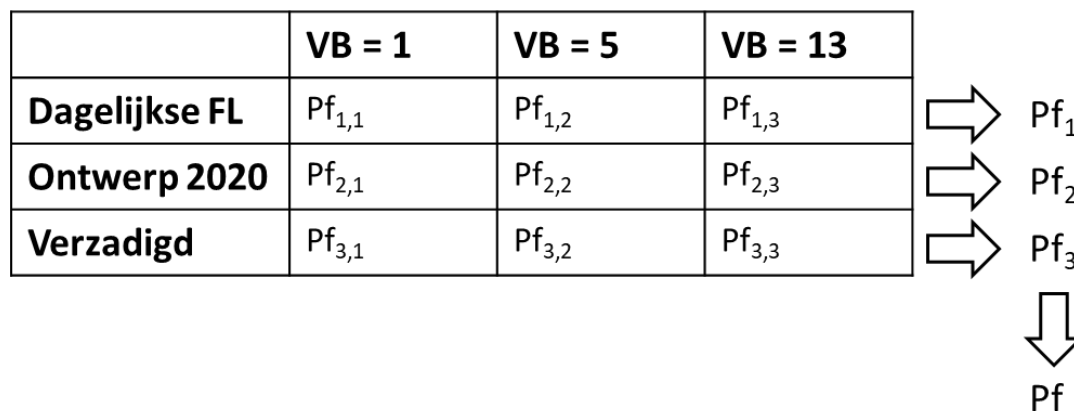 VB = 1 VB = 5 VB = 13
Dagelijkse FL Pf1,1 Pf1,2 Pf1,3 Pf1
Ontwerp 2020 Pf2,1 Pf2,2 Pf2,3 Pf2
Verzadigd Pf3,1 Pf3,2 Pf3,3 Pf3
Pf